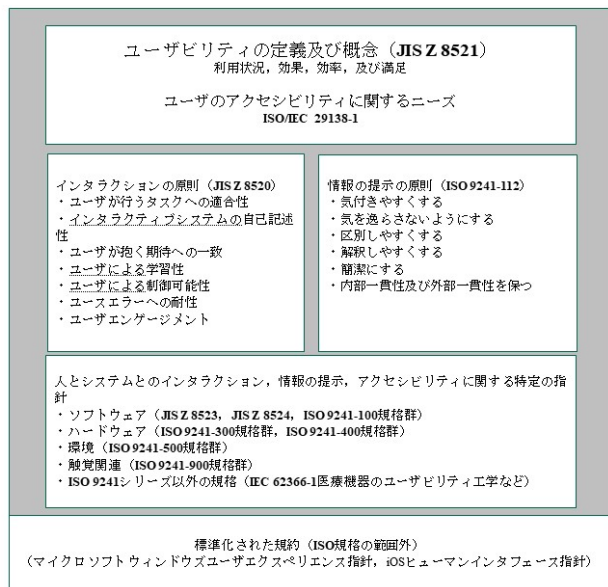 ユーザビリティの定義及び概念（JIS Z 8521）
利用状況，効果，効率，及び満足
ユーザのアクセシビリティに関するニーズ
ISO/IEC 29138-1
インタラクションの原則（JIS Z 8520）
・ユーザが行うタスクへの適合性
・インタラクティブシステムの自己記述
性
・ユーザが抱く期待への一致
・ユーザによる学習性
・ユーザによる制御可能性
・ユースエラーへの耐性
・ユーザエンゲージメント
情報の提示の原則（ISO 9241-112）
・気付きやすくする
・気を逸らさないようにする
・区別しやすくする
・解釈しやすくする
・簡潔にする
・内部一貫性及び外部一貫性を保つ
人とシステムとのインタラクション，情報の提示，アクセシビリティに関する特定の指
針
・ソフトウェア（JIS Z 8523，JIS Z 8524，ISO 9241-100規格群）
・ハードウェア（ISO 9241-300規格群，ISO 9241-400規格群）
・環境（ISO 9241-500規格群）
・触覚関連（ISO 9241-900規格群）
・ISO 9241シリーズ以外の規格（IEC 62366-1医療機器のユーザビリティ工学など）
標準化された規約（ISO規格の範囲外）
（マイクロソフトウィンドウズユーザエクスペリエンス指針，iOSヒューマンインタフェース指針）